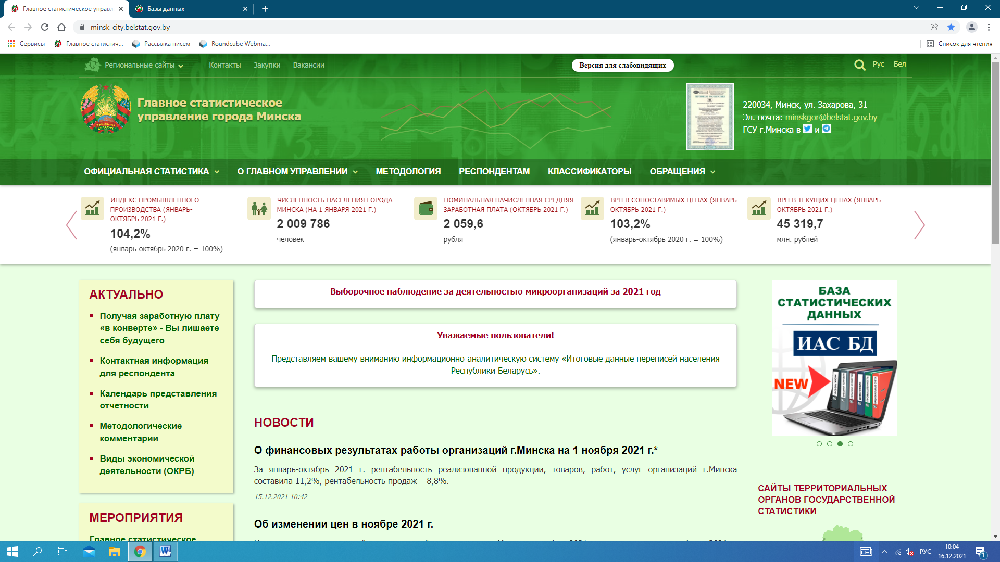 Главное статистическое управл
Базы данных
minsk-city.belstat.gov.by
Сервисы
Главное статистич...
Рассылка писем
Roundcube Webma...
Список для чтения
Региональные сайты
Контакты
Закупки
Вакансии
Версия для слабовидящих
Рус
Бел
РЭСПУБЛІКА
БЕЛАРУСЬ
Главное статистическое
управление города Минска
220034, Минск, ул. Захарова, 31
Эл. почта: minskgor@belstat.gov.by
ГСУ г.Минска в и
ОФИЦИАЛЬНАЯ СТАТИСТИКА
О ГЛАВНОМ УПРАВЛЕНИИ
МЕТОДОЛОГИЯ
РЕСПОНДЕНТАМ
КЛАССИФИКАТОРЫ
ОБРАЩЕНИЯ
ИНДЕКС ПРОМЫШЛЕННОГО
ПРОИЗВОДСТВА (ЯНВАРЬ-
ОКТЯБРЬ 2021 Г.)
104,2%
(январь-октябрь 2020 г. = 100%)
ЧИСЛЕННОСТЬ НАСЕЛЕНИЯ ГОРОДА
МИНСКА (НА 1 ЯНВАРЯ 2021 Г.)
2 009 786
человек
НОМИНАЛЬНАЯ НАЧИСЛЕННАЯ СРЕДНЯЯ
ЗАРАБОТНАЯ ПЛАТА (ОКТЯБРЬ 2021 Г.)
2 059,6
рубля
ВРП В СОПОСТАВИМЫХ ЦЕНАХ (ЯНВАРЬ-
ОКТЯБРЬ 2021 Г.)
103,2%
(январь-октябрь 2020 г. = 100%)
ВРП В ТЕКУЩИХ ЦЕНАХ (ЯНВАРЬ-
ОКТЯБРЬ 2021 Г.)
45 319,7
млн. рублей
АКТУАЛЬНО
Получая заработную плату
«в конверте» - Вы лишаете
себя будущего
Контактная информация
для респондента
Календарь представления
отчетности
Методологические
комментарии
Виды экономической
деятельности (ОКРБ)
МЕРОПРИЯТИЯ
Главное статистическое
Выборочное наблюдение за деятельностью микроорганизаций за 2021 год
Уважаемые пользователи!
Представляем вашему вниманию информационно-аналитическую систему «Итоговые данные переписей населения
Республики Беларусь».
НОВОСТИ
О финансовых результатах работы организаций г.Минска на 1 ноября 2021 г.*
За январь-октябрь 2021 г. рентабельность реализованной продукции, товаров, работ, услуг организаций г.Минска
составила 11,2%, рентабельность продаж – 8,8%.
15.12.2021 10:42
Об изменении цен в ноябре 2021 г.
БАЗА
СТАТИСТИЧЕСКИХ
ДАННЫХ
ИАС БД
NEW
САЙТЫ ТЕРРИТОРИАЛЬНЫХ
ОРГАНОВ ГОСУДАРСТВЕННОЙ
СТАТИСТИКИ
РУС
10:04
16.12.2021
1